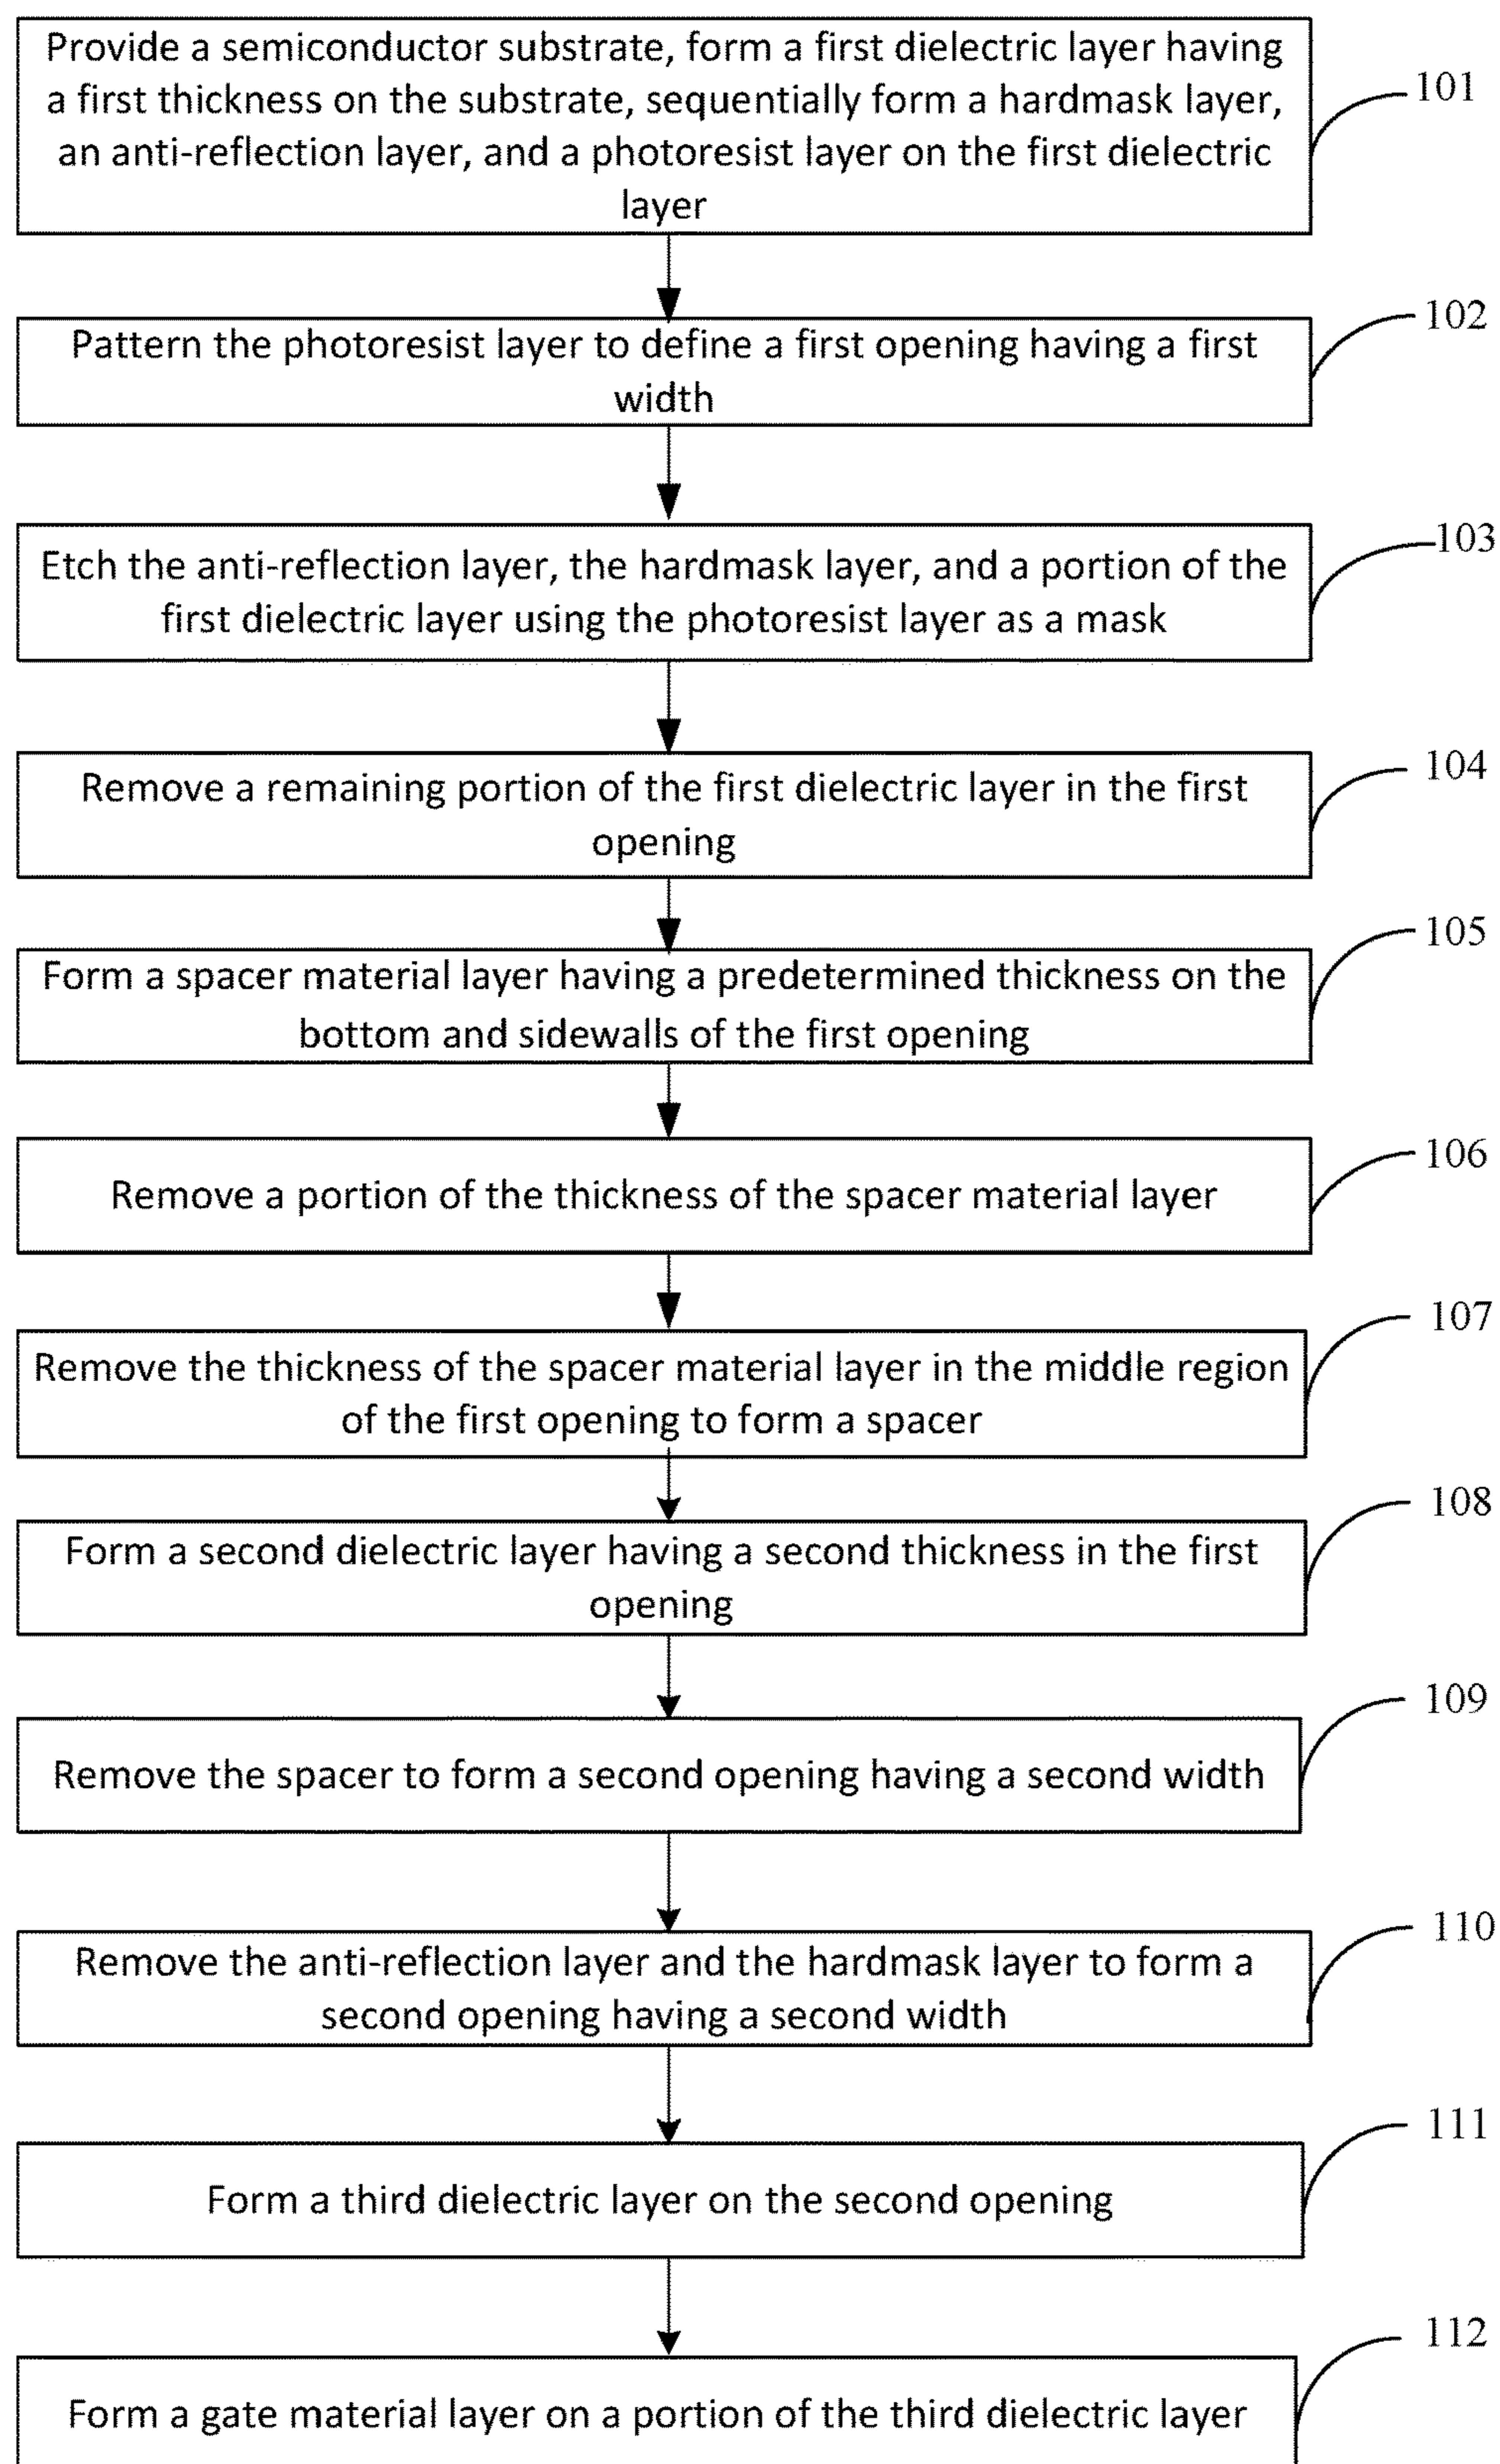 Provide a semiconductor substrate, form a first dielectric layer having
a first thickness on the substrate, sequentially form a hardmask layer,
an anti-reflection layer, and a photoresist layer on the first dielectric
layer
101
Pattern the photoresist layer to define a first opening having a first
width
102
Etch the anti-reflection layer, the hardmask layer, and a portion of the
first dielectric layer using the photoresist layer as a mask
103
Remove a remaining portion of the first dielectric layer in the first
opening
104
Form a spacer material layer having a predetermined thickness on the
bottom and sidewalls of the first opening
105
Remove a portion of the thickness of the spacer material layer
106
Remove the thickness of the spacer material layer in the middle region
of the first opening to form a spacer
107
Form a second dielectric layer having a second thickness in the first
opening
108
Remove the spacer to form a second opening having a second width
109
Remove the anti-reflection layer and the hardmask layer to form a
second opening having a second width
110
Form a third dielectric layer on the second opening
111
Form a gate material layer on a portion of the third dielectric layer
112